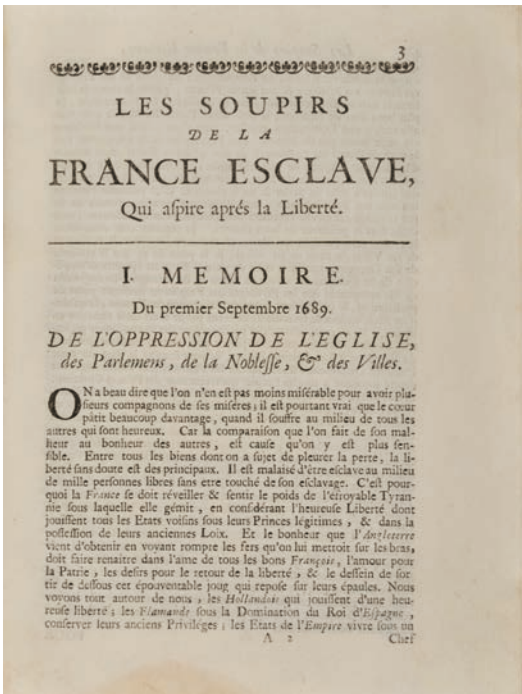 3
LES SOUPIRS
DE LA
FRANCE ESCLAVE,
Qui aſpire aprés la Liberté.
I. MEMOIRE.
Du premier Septembre 1689.
DE L'OPPRESSION DE L'EGLISE,
des Parlemens, de la Nobleſſe, & des Villes.
ON a beau dire que l'on n'en eſt pas moins miſérable pour avoir plu-
ſieurs compagnons de ſes miſeres; il eſt pourtant vrai que le cœur
pâtit beaucoup davantage, quand il ſouffre au milieu de tous les
autres qui ſont heureux. Car la comparaiſon que l'on fait de ſon mal-
heur au bonheur des autres, eſt cauſe qu'on y eſt plus ſen-
ſible. Entre tous les biens dont on a ſujet de pleurer la perte, la li-
berté ſans doute eſt des principaux. Il est malaiſé d'être eſclave au milieu
de mille perſonnes libres ſans etre touché de ſon eſclavage. C'eſt pour-
quoi la France ſe doit réveiller & ſentir le poids de l'éfroyable Tyran-
nie ſous laquelle elle gémit, en conſidérant l'heureuſe Liberté dont
jouïſſent tous les Etats voiſins ſous leurs Princes légitimes, & dans la
poſſeſſion de leurs anciennes Loix. Et le bonheur que l'Angleterre
vient d'obtenir en voyant rompre les fers qu'on lui mettoit ſur les bras,
doit faire renaitre dans l'ame de tous les bons François, l'amour pour
la Patrie, les deſirs pour le retour de la liberté, & le deſſein de ſor
tir de deſſous cet épouventable joug qui repoſe ſur leurs épaules. Nous
voyons tout autour de nous, les Hollandois qui jouïſſent d'une heu-
reuſe liberté; les Flamands ſous la Domination du Roi d'Eſpagne,
conſerver leurs anciens Priviléges; les Etats de l'Empire vivre ſous un
A 2 Chef